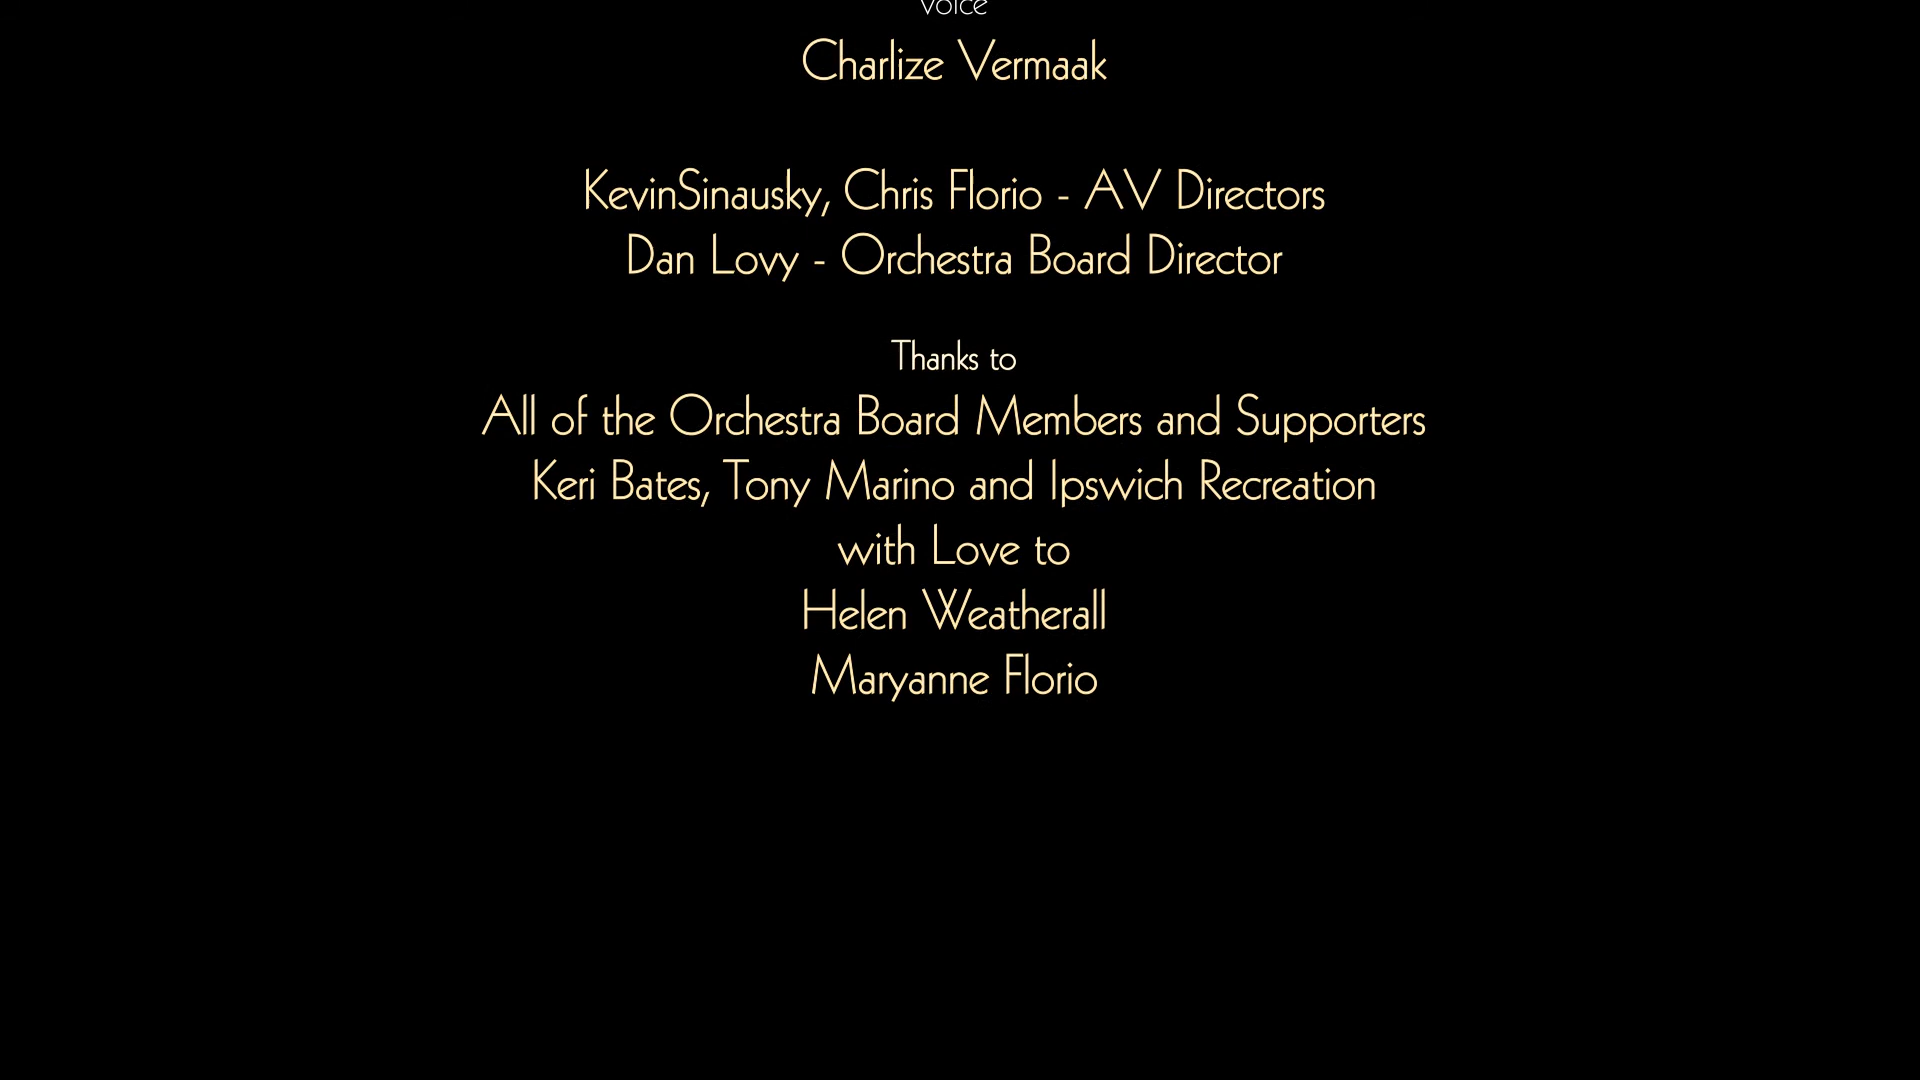 Voice
Charlize Vermaak
KevinSinausky, Chris Florio - AV Directors
Dan Lovy - Orchestra Board Director
Thanks to
All of the Orchestra Board Members and Supporters
Keri Bates, Tony Marino and Ipswich Recreation
with Love to
Helen Weatherall
Maryanne Florio